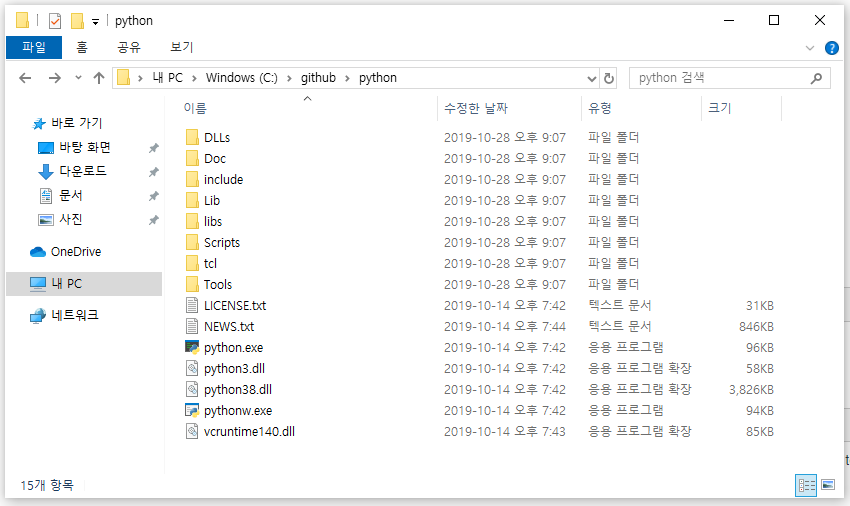 python
파일 홈 공유 보기
내 PC Windows (C:) github python python 검색
이름 수정한 날짜 유형 크기
바로 가기
바탕 화면
다운로드
문서
사진
OneDrive
내 PC
네트워크
DLLs 2019-10-28 오후 9:07 파일 폴더
Doc 2019-10-28 오후 9:07 파일 폴더
include 2019-10-28 오후 9:07 파일 폴더
Lib 2019-10-28 오후 9:07 파일 폴더
libs 2019-10-28 오후 9:07 파일 폴더
Scripts 2019-10-28 오후 9:07 파일 폴더
tcl 2019-10-28 오후 9:07 파일 폴더
Tools 2019-10-28 오후 9:07 파일 폴더
LICENSE.txt 2019-10-14 오후 7:42 텍스트 문서 31KB
NEWS.txt 2019-10-14 오후 7:44 텍스트 문서 846KB
python.exe 2019-10-14 오후 7:42 응용 프로그램 96KB
python3.dll 2019-10-14 오후 7:42 응용 프로그램 확장 58KB
python38.dll 2019-10-14 오후 7:42 응용 프로그램 확장 3,826KB
pythonw.exe 2019-10-14 오후 7:42 응용 프로그램 94KB
vcruntime140.dll 2019-10-14 오후 7:43 응용 프로그램 확장 85KB
15개 항목